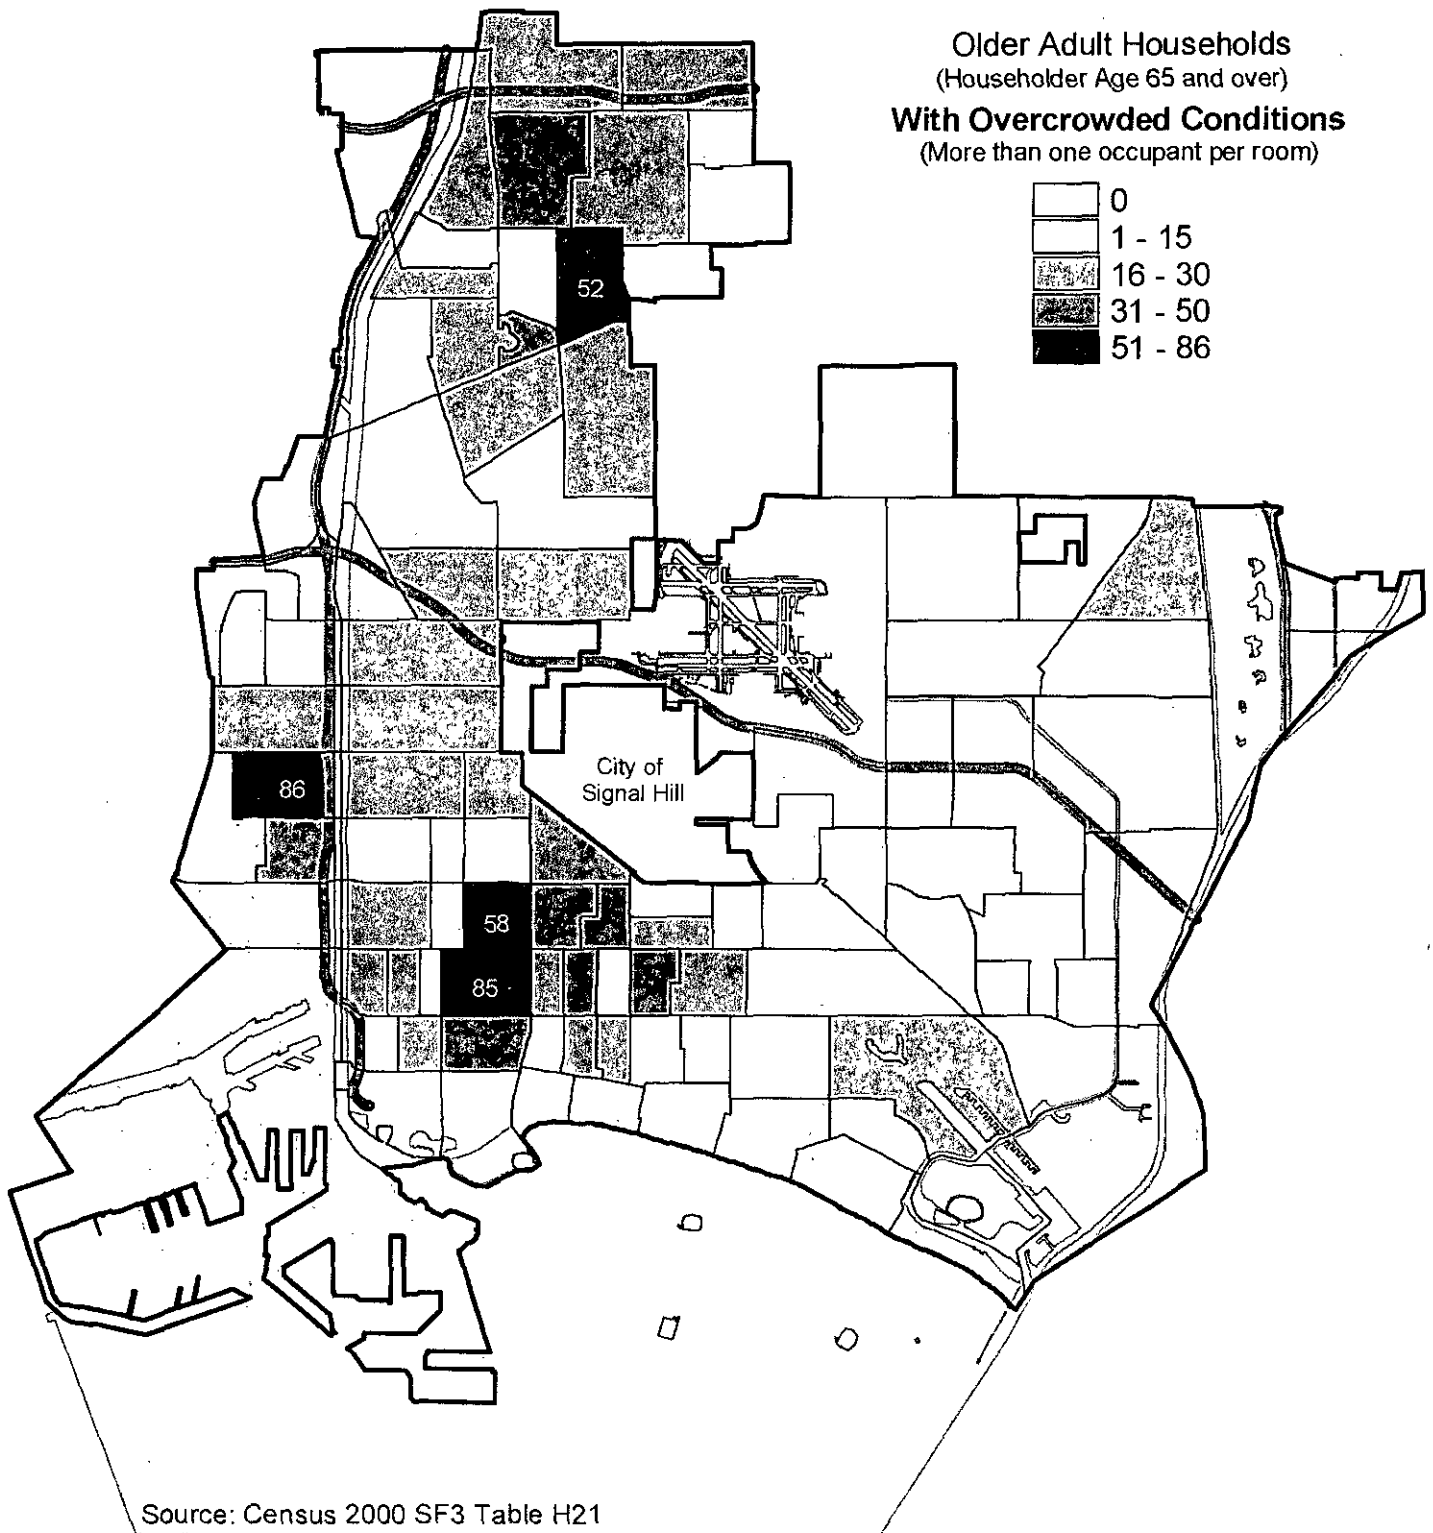 Older Adult Households
(Householder Age 65 and over)
With Overcrowded Conditions
(More than one occupant per room)
0
1 - 15
16 - 30
31 - 50
51 - 86
52
86
City of
Signal Hill
58
85
Source: Census 2000 SF3 Table H21